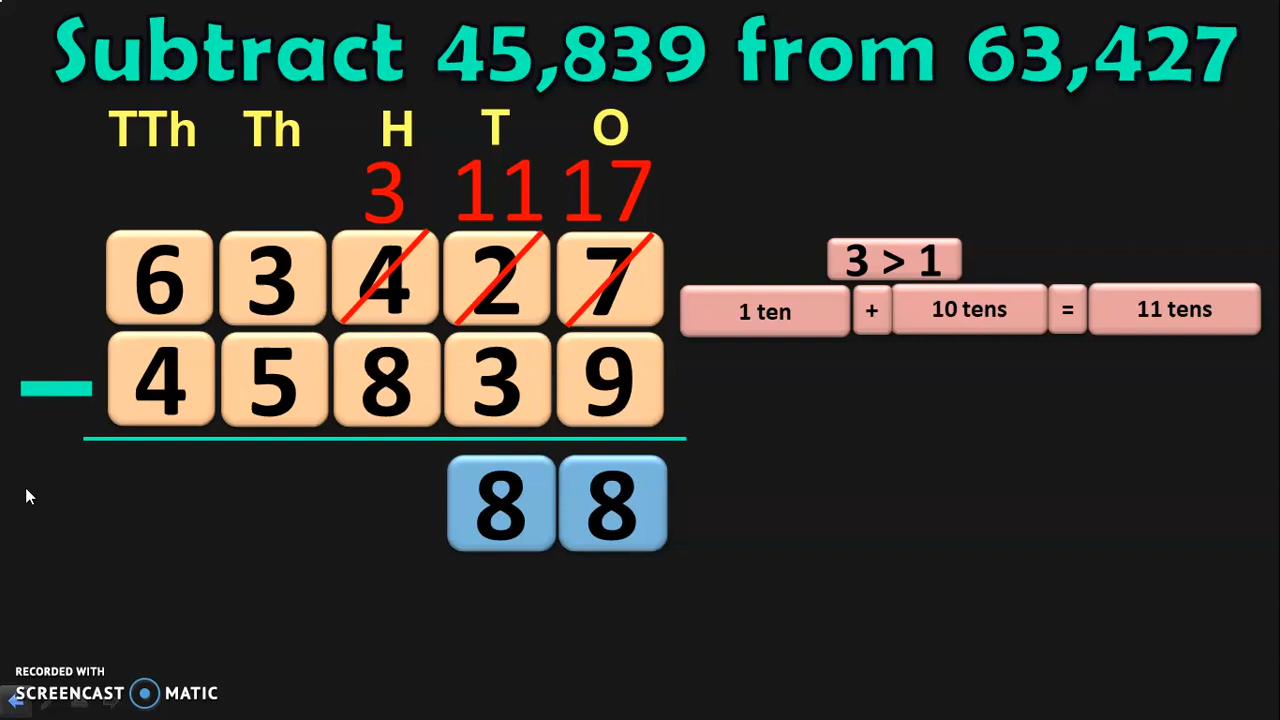 Subtract 45,839 from 63,427
TTh Th H T O
3 11 17
6 3 4 2 7
3 > 1
1 ten + 10 tens = 11 tens
— 4 5 8 3 9
8 8
RECORDED WITH
SCREENCAST MATIC